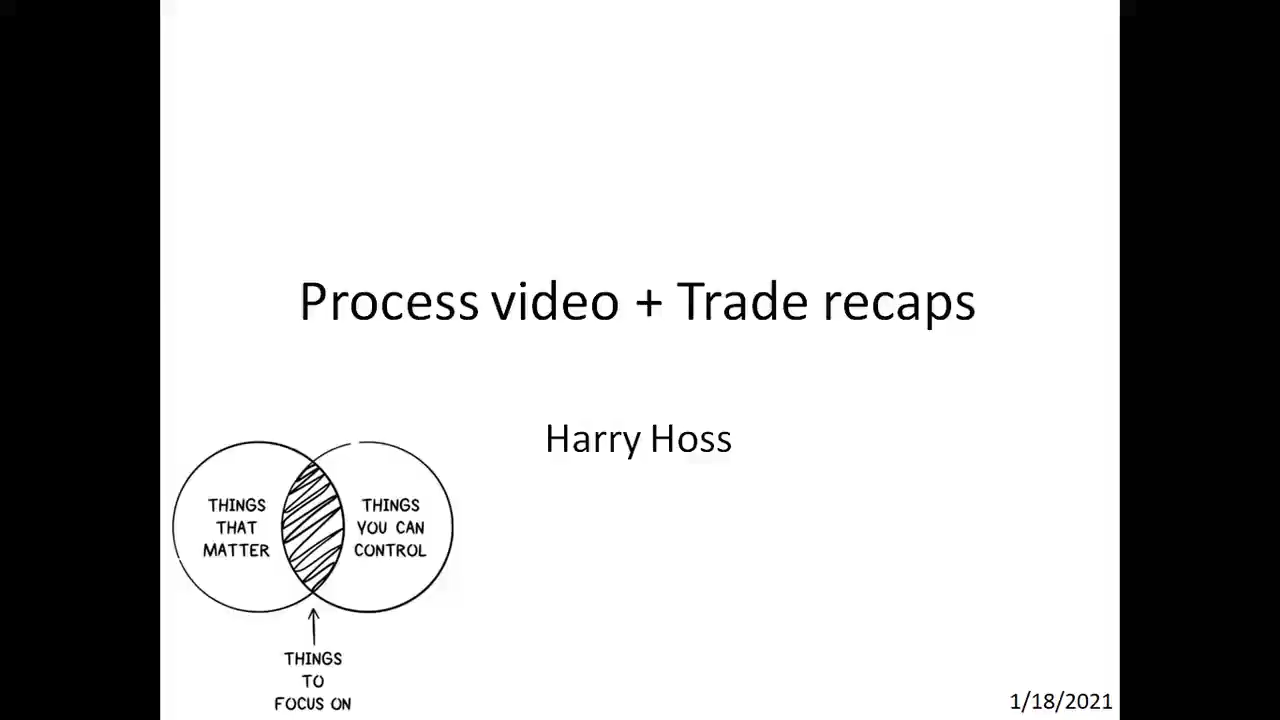 Process video + Trade recaps
Harry Hoss
THINGS
THAT
MATTER
THINGS
YOU CAN
CONTROL
THINGS
TO
FOCUS ON
1/18/2021